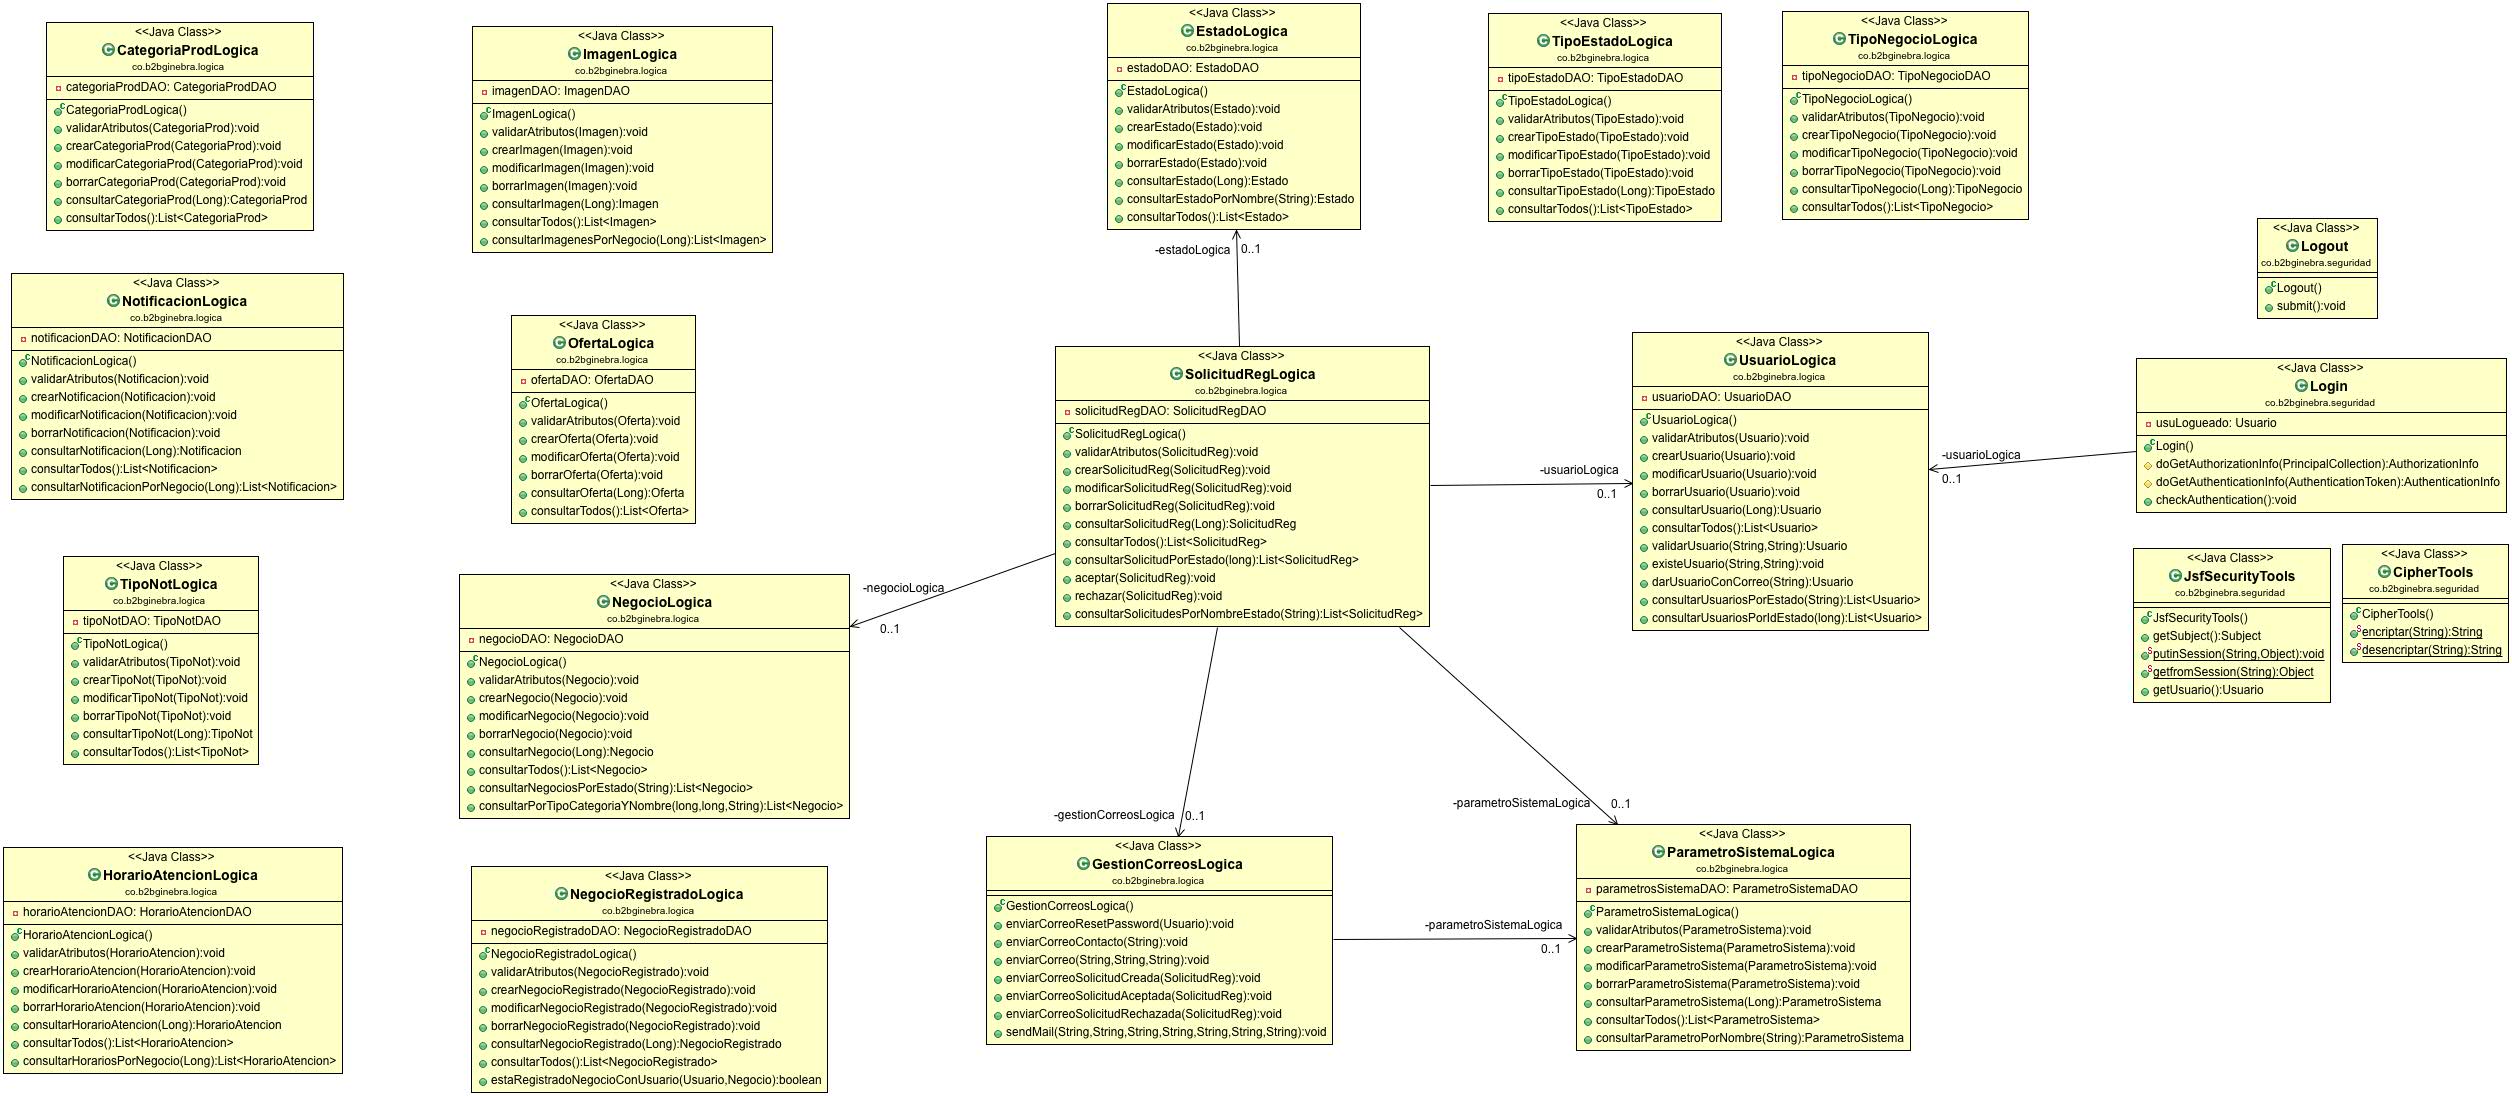 <<Java Class>>
CategoriaProdLogica
co.b2bginebra.logica
categoriaProdDAO: CategoriaProdDAO
CategoriaProdLogica()
validarAtributos(CategoriaProd):void
crearCategoriaProd(CategoriaProd):void
modificarCategoriaProd(CategoriaProd):void
borrarCategoriaProd(CategoriaProd):void
consultarCategoriaProd(Long):CategoriaProd
consultarTodos():List<CategoriaProd>
<<Java Class>>
ImagenLogica
co.b2bginebra.logica
imagenDAO: ImagenDAO
ImagenLogica()
validarAtributos(Imagen):void
crearImagen(Imagen):void
modificarImagen(Imagen):void
borrarImagen(Imagen):void
consultarImagen(Long):Imagen
consultarTodos():List<Imagen>
consultarImagenesPorNegocio(Long):List<Imagen>
<<Java Class>>
EstadoLogica
co.b2bginebra.logica
estadoDAO: EstadoDAO
EstadoLogica()
validarAtributos(Estado):void
crearEstado(Estado):void
modificarEstado(Estado):void
borrarEstado(Estado):void
consultarEstado(Long):Estado
consultarEstadoPorNombre(String):Estado
consultarTodos():List<Estado>
<<Java Class>>
TipoEstadoLogica
co.b2bginebra.logica
tipoEstadoDAO: TipoEstadoDAO
TipoEstadoLogica()
validarAtributos(TipoEstado):void
crearTipoEstado(TipoEstado):void
modificarTipoEstado(TipoEstado):void
borrarTipoEstado(TipoEstado):void
consultarTipoEstado(Long):TipoEstado
consultarTodos():List<TipoEstado>
<<Java Class>>
TipoNegocioLogica
co.b2bginebra.logica
tipoNegocioDAO: TipoNegocioDAO
TipoNegocioLogica()
validarAtributos(TipoNegocio):void
crearTipoNegocio(TipoNegocio):void
modificarTipoNegocio(TipoNegocio):void
borrarTipoNegocio(TipoNegocio):void
consultarTipoNegocio(Long):TipoNegocio
consultarTodos():List<TipoNegocio>
<<Java Class>>
Logout
co.b2bginebra.seguridad
Logout()
submit():void
-estadoLogica
0..1
<<Java Class>>
NotificacionLogica
co.b2bginebra.logica
notificacionDAO: NotificacionDAO
NotificacionLogica()
validarAtributos(Notificacion):void
crearNotificacion(Notificacion):void
modificarNotificacion(Notificacion):void
borrarNotificacion(Notificacion):void
consultarNotificacion(Long):Notificacion
consultarTodos():List<Notificacion>
consultarNotificacionPorNegocio(Long):List<Notificacion>
<<Java Class>>
OfertaLogica
co.b2bginebra.logica
ofertaDAO: OfertaDAO
OfertaLogica()
validarAtributos(Oferta):void
crearOferta(Oferta):void
modificarOferta(Oferta):void
borrarOferta(Oferta):void
consultarOferta(Long):Oferta
consultarTodos():List<Oferta>
<<Java Class>>
SolicitudRegLogica
co.b2bginebra.logica
solicitudRegDAO: SolicitudRegDAO
SolicitudRegLogica()
validarAtributos(SolicitudReg):void
crearSolicitudReg(SolicitudReg):void
modificarSolicitudReg(SolicitudReg):void
borrarSolicitudReg(SolicitudReg):void
consultarSolicitudReg(Long):SolicitudReg
consultarTodos():List<SolicitudReg>
consultarSolicitudPorEstado(long):List<SolicitudReg>
aceptar(SolicitudReg):void
rechazar(SolicitudReg):void
consultarSolicitudesPorNombreEstado(String):List<SolicitudReg>
-usuarioLogica
0..1
<<Java Class>>
UsuarioLogica
co.b2bginebra.logica
usuarioDAO: UsuarioDAO
UsuarioLogica()
validarAtributos(Usuario):void
crearUsuario(Usuario):void
modificarUsuario(Usuario):void
borrarUsuario(Usuario):void
consultarUsuario(Long):Usuario
consultarTodos():List<Usuario>
validarUsuario(String,String):Usuario
existeUsuario(String,String):void
darUsuarioConCorreo(String):Usuario
consultarUsuariosPorEstado(String):List<Usuario>
consultarUsuariosPorIdEstado(long):List<Usuario>
-usuarioLogica
0..1
<<Java Class>>
Login
co.b2bginebra.seguridad
usuLogueado: Usuario
Login()
doGetAuthorizationInfo(PrincipalCollection):AuthorizationInfo
doGetAuthenticationInfo(AuthenticationToken):AuthenticationInfo
checkAuthentication():void
<<Java Class>>
JsfSecurityTools
co.b2bginebra.seguridad
JsfSecurityTools()
getSubject():Subject
putinSession(String,Object):void
getfromSession(String):Object
getUsuario():Usuario
<<Java Class>>
CipherTools
co.b2bginebra.seguridad
CipherTools()
encriptar(String):String
desencriptar(String):String
<<Java Class>>
TipoNotLogica
co.b2bginebra.logica
tipoNotDAO: TipoNotDAO
TipoNotLogica()
validarAtributos(TipoNot):void
crearTipoNot(TipoNot):void
modificarTipoNot(TipoNot):void
borrarTipoNot(TipoNot):void
consultarTipoNot(Long):TipoNot
consultarTodos():List<TipoNot>
<<Java Class>>
NegocioLogica
co.b2bginebra.logica
negocioDAO: NegocioDAO
NegocioLogica()
validarAtributos(Negocio):void
crearNegocio(Negocio):void
modificarNegocio(Negocio):void
borrarNegocio(Negocio):void
consultarNegocio(Long):Negocio
consultarTodos():List<Negocio>
consultarNegociosPorEstado(String):List<Negocio>
consultarPorTipoCategoriaYNombre(long,long,String):List<Negocio>
-negocioLogica
0..1
-gestionCorreosLogica
0..1
-parametroSistemaLogica
0..1
<<Java Class>>
HorarioAtencionLogica
co.b2bginebra.logica
horarioAtencionDAO: HorarioAtencionDAO
HorarioAtencionLogica()
validarAtributos(HorarioAtencion):void
crearHorarioAtencion(HorarioAtencion):void
modificarHorarioAtencion(HorarioAtencion):void
borrarHorarioAtencion(HorarioAtencion):void
consultarHorarioAtencion(Long):HorarioAtencion
consultarTodos():List<HorarioAtencion>
consultarHorariosPorNegocio(Long):List<HorarioAtencion>
<<Java Class>>
NegocioRegistradoLogica
co.b2bginebra.logica
negocioRegistradoDAO: NegocioRegistradoDAO
NegocioRegistradoLogica()
validarAtributos(NegocioRegistrado):void
crearNegocioRegistrado(NegocioRegistrado):void
modificarNegocioRegistrado(NegocioRegistrado):void
borrarNegocioRegistrado(NegocioRegistrado):void
consultarNegocioRegistrado(Long):NegocioRegistrado
consultarTodos():List<NegocioRegistrado>
estaRegistradoNegocioConUsuario(Usuario,Negocio):boolean
<<Java Class>>
GestionCorreosLogica
co.b2bginebra.logica
GestionCorreosLogica()
enviarCorreoResetPassword(Usuario):void
enviarCorreoContacto(String):void
enviarCorreo(String,String,String):void
enviarCorreoSolicitudCreada(SolicitudReg):void
enviarCorreoSolicitudAceptada(SolicitudReg):void
enviarCorreoSolicitudRechazada(SolicitudReg):void
sendMail(String,String,String,String,String,String,String):void
-parametroSistemaLogica
0..1
<<Java Class>>
ParametroSistemaLogica
co.b2bginebra.logica
parametrosSistemaDAO: ParametroSistemaDAO
ParametroSistemaLogica()
validarAtributos(ParametroSistema):void
crearParametroSistema(ParametroSistema):void
modificarParametroSistema(ParametroSistema):void
borrarParametroSistema(ParametroSistema):void
consultarParametroSistema(Long):ParametroSistema
consultarTodos():List<ParametroSistema>
consultarParametroPorNombre(String):ParametroSistema